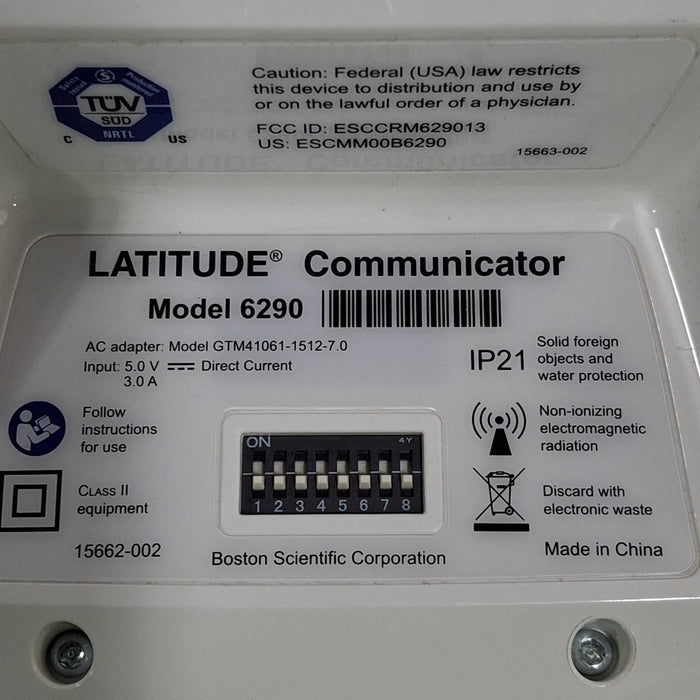 Safety tested
Production monitored
TÜV
SÜD
NRTL
C US
Caution: Federal (USA) law restricts
this device to distribution and use by
or on the lawful order of a physician.
FCC ID: ESCCRM629013
US: ESCMM00B6290
15663-002
LATITUDE® Communicator
Model 6290
AC adapter: Model GTM41061-1512-7.0
Input: 5.0 V Direct Current
3.0 A
IP21
Solid foreign
objects and
water protection
Follow
instructions
for use
Non-ionizing
electromagnetic
radiation
ON 4Y
1 2 3 4 5 6 7 8
CLASS II
equipment
Discard with
electronic waste
15662-002
Boston Scientific Corporation
Made in China